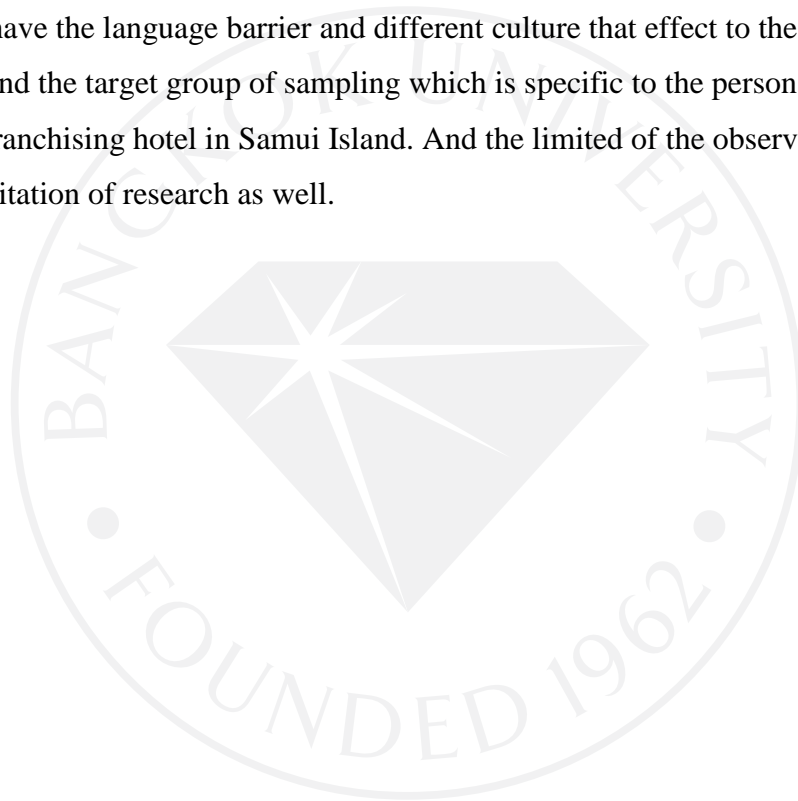 have the language barrier and different culture that effect to the
nd the target group of sampling which is specific to the person
ranchising hotel in Samui Island. And the limited of the observ
itation of research as well.
BANGKOK UNIVERSITY
• FOUNDED 1962 •